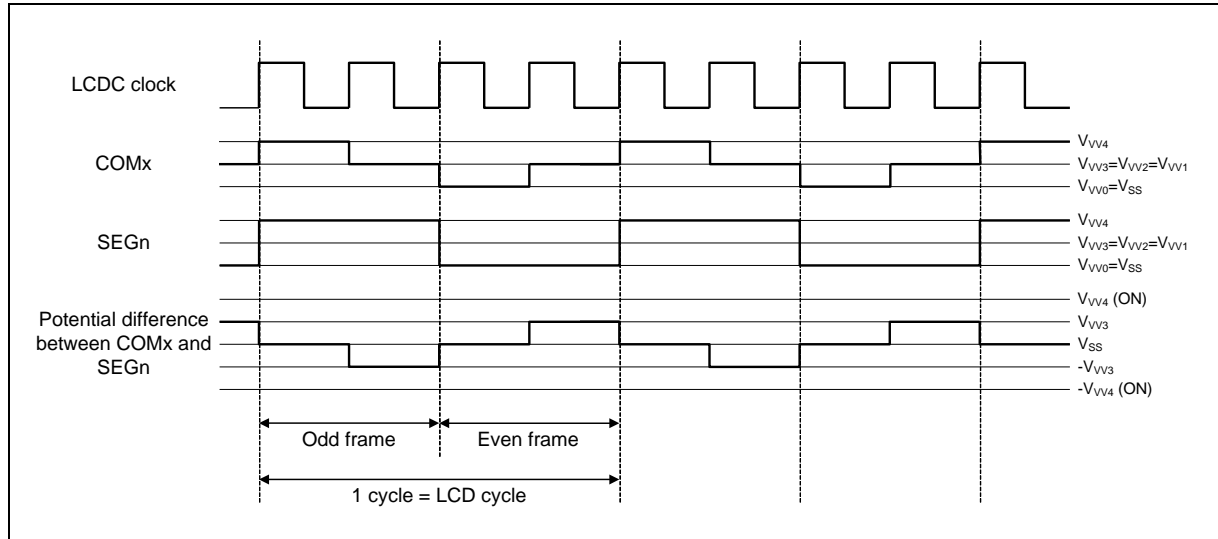 LCDC clock
COMx
V_VV4
V_VV3=V_VV2=V_VV1
V_VV0=V_SS
SEGn
V_VV4
V_VV3=V_VV2=V_VV1
V_VV0=V_SS
Potential difference
between COMx and
SEGn
V_VV4 (ON)
V_VV3
V_SS
-V_VV3
-V_VV4 (ON)
Odd frame
Even frame
1 cycle = LCD cycle